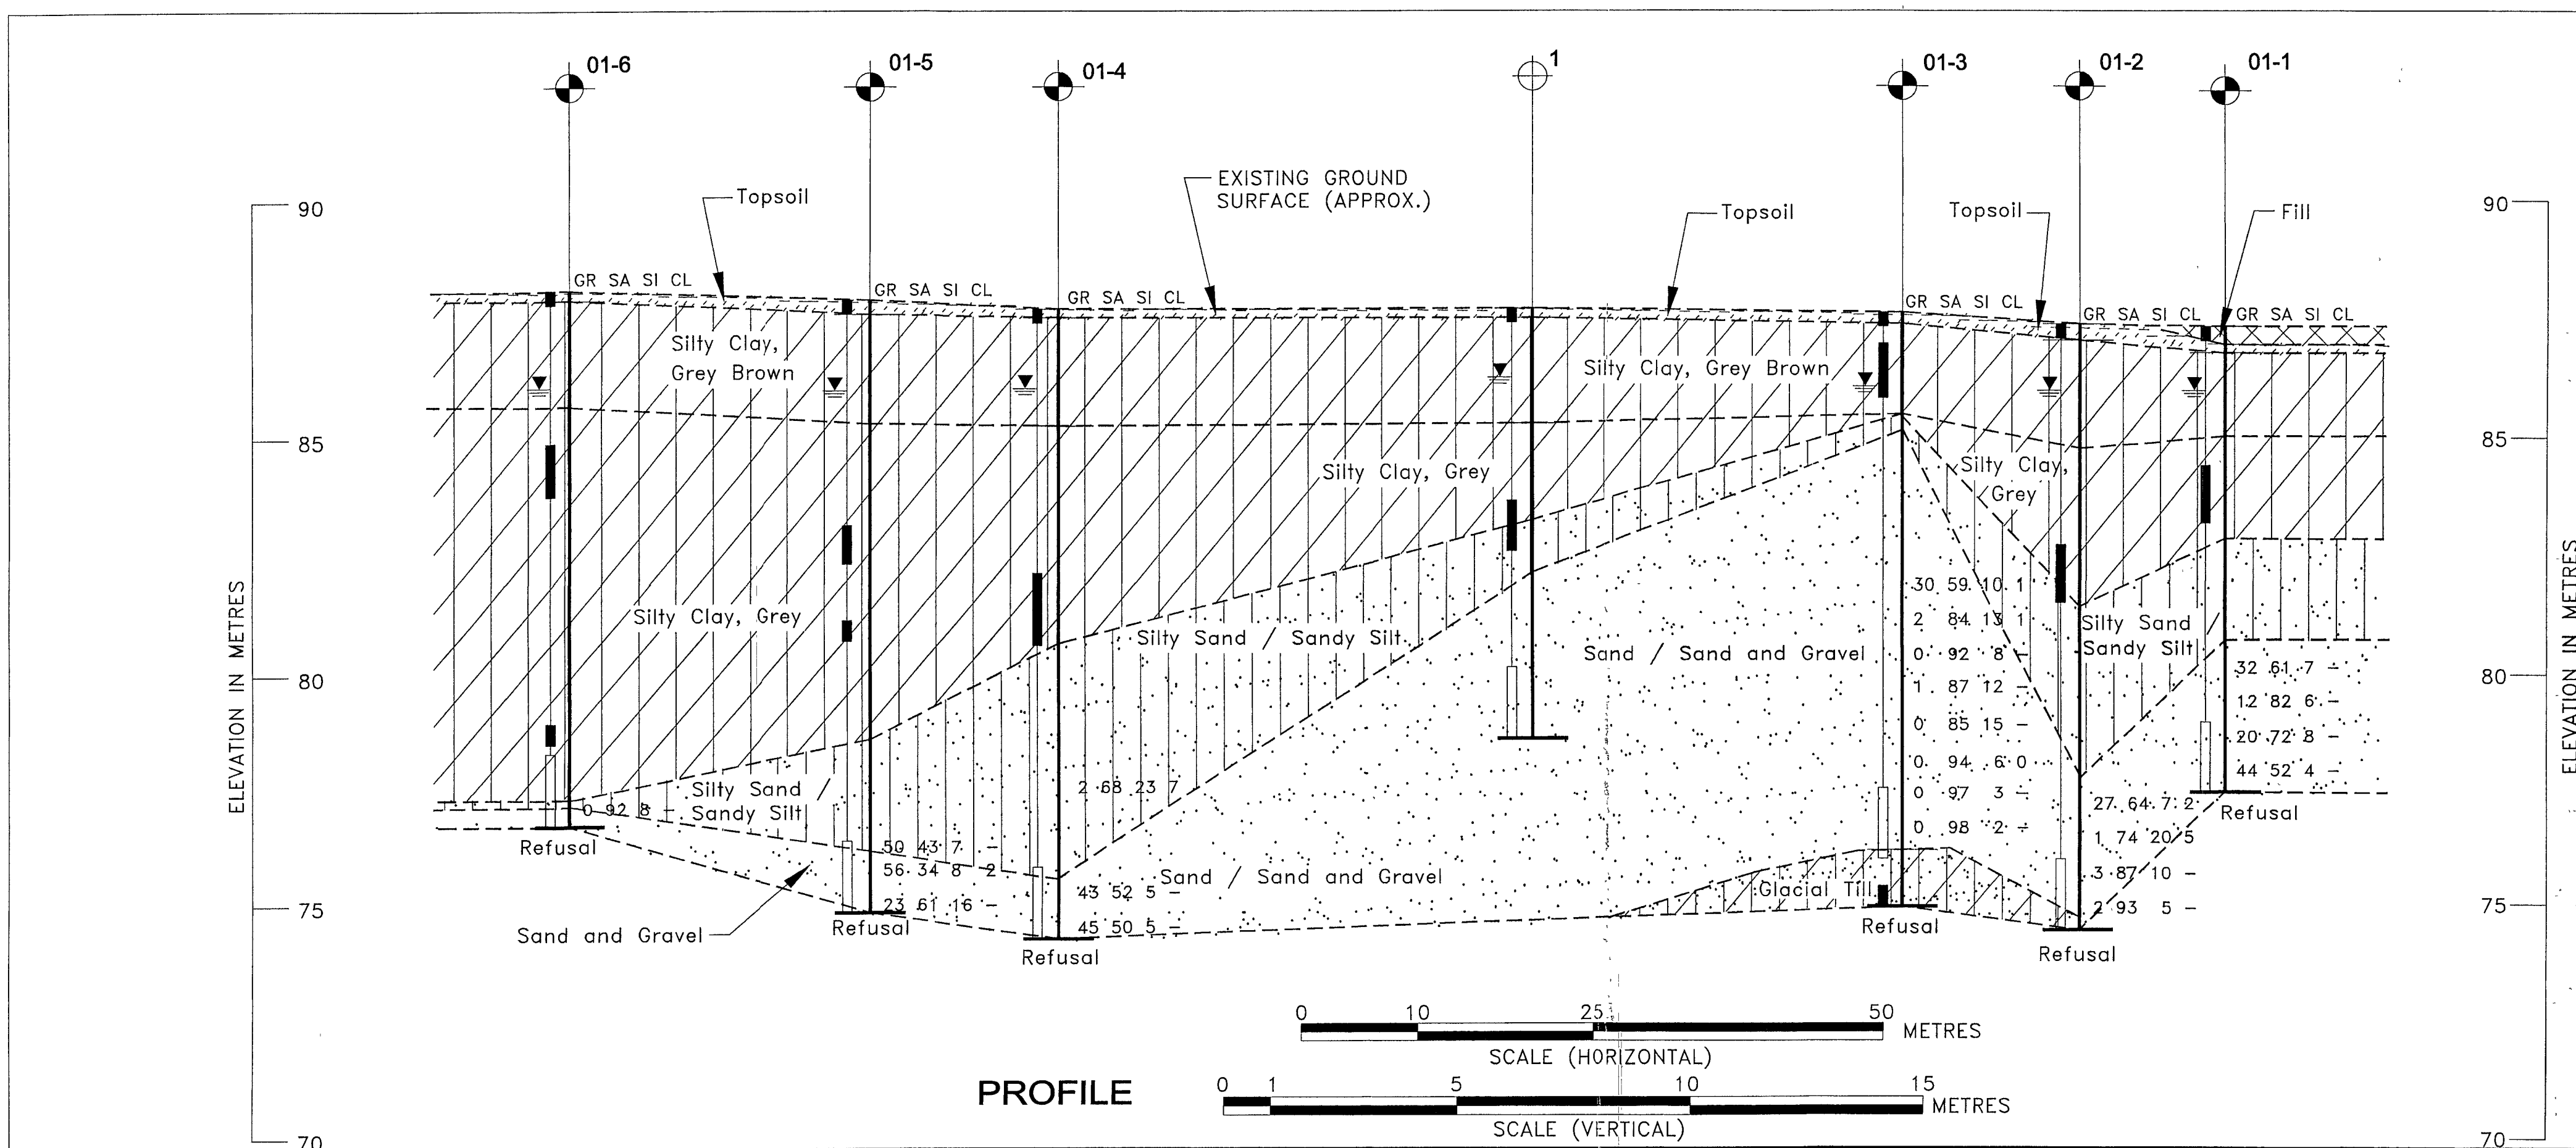 01-6
01-5
01-4
1
01-3
01-2
01-1
EXISTING GROUND
SURFACE (APPROX.)
Topsoil
Topsoil
Topsoil
Fill
90
90
GR SA SI CL
GR SA SI CL
GR SA SI CL
GR SA SI CL
GR SA SI CL
GR SA SI CL
Silty Clay,
Grey Brown
Silty Clay, Grey Brown
85
85
Silty Clay, Grey
Silty Clay,
Grey
ELEVATION IN METRES
ELEVATION IN METRES
Silty Clay, Grey
Silty Sand / Sandy Silt
Sand / Sand and Gravel
Silty Sand /
Sandy Silt
30 59 10 1
2 84 13 1
0 92 8 -
1 87 12 -
0 85 15 -
0 94 6 0
0 97 3 -
0 98 2 -
32 61 7 -
12 82 6 -
20 72 8 -
44 52 4 -
80
80
Silty Sand /
Sandy Silt
0 92 8 -
2 68 23 7
27 64 7 2
1 74 20 5
3 87 10 -
2 93 5 -
50 43 7 -
56 34 8 2
23 61 16 -
43 52 5 -
45 50 5 -
Sand / Sand and Gravel
Glacial Till
Refusal
Refusal
Refusal
Refusal
Refusal
Refusal
Sand and Gravel
75
75
0 10 25 50
METRES
SCALE (HORIZONTAL)
PROFILE
0 1 5 10 15
METRES
SCALE (VERTICAL)
70
70